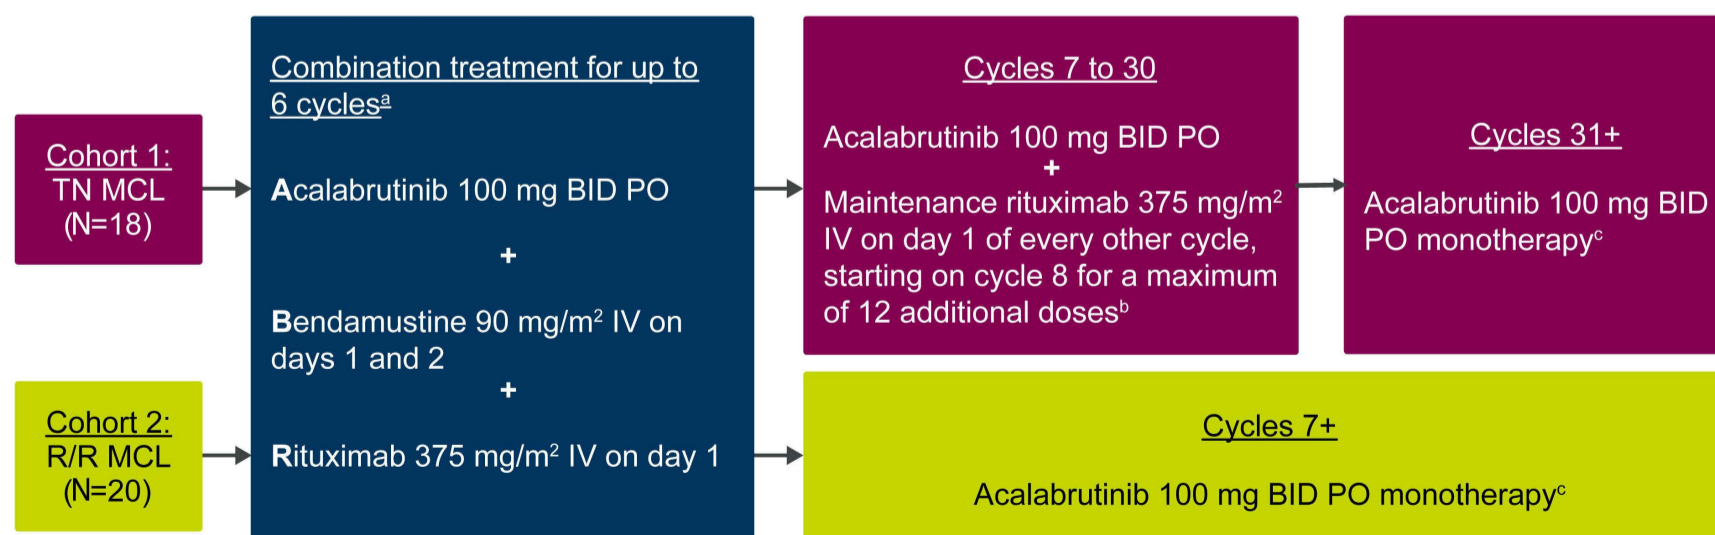 Cohort 1:
TN MCL
(N=18)
Cohort 2:
R/R MCL
(N=20)
Combination treatment for up to
6 cyclesᵃ
Acalabrutinib 100 mg BID PO
+
Bendamustine 90 mg/m² IV on
days 1 and 2
+
Rituximab 375 mg/m² IV on day 1
Cycles 7 to 30
Acalabrutinib 100 mg BID PO
+
Maintenance rituximab 375 mg/m²
IV on day 1 of every other cycle,
starting on cycle 8 for a maximum
of 12 additional dosesᵇ
Cycles 31+
Acalabrutinib 100 mg BID
PO monotherapyᶜ
Cycles 7+
Acalabrutinib 100 mg BID PO monotherapyᶜ